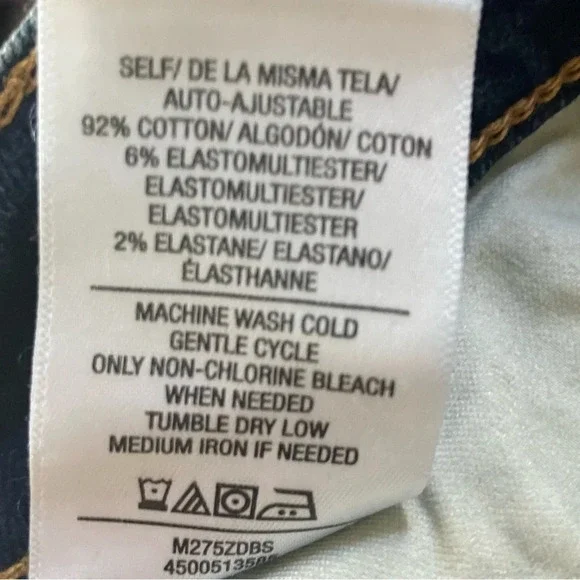 SELF/ DE LA MISMA TELA/
AUTO-AJUSTABLE
92% COTTON/ ALGODÓN/ COTON
6% ELASTOMULTIESTER/
ELASTOMULTIESTER/
ELASTOMULTIESTER
2% ELASTANE/ ELASTANO/
ÉLASTHANNE
MACHINE WASH COLD
GENTLE CYCLE
ONLY NON-CHLORINE BLEACH
WHEN NEEDED
TUMBLE DRY LOW
MEDIUM IRON IF NEEDED
M275ZDBS